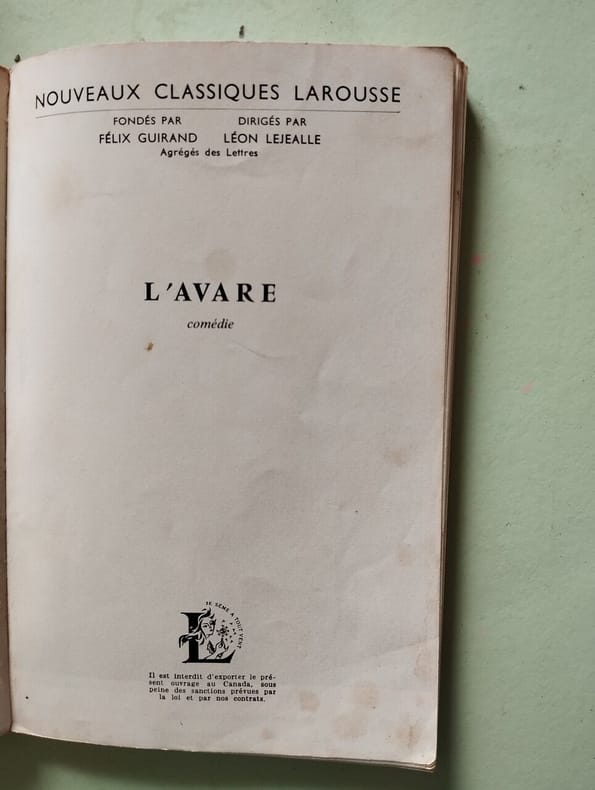 NOUVEAUX CLASSIQUES LAROUSSE
FONDÉS PAR DIRIGÉS PAR
FÉLIX GUIRAND LÉON LEJEALLE
Agrégés des Lettres
L'AVARE
comédie
JE SÈME À TOUT VENT
L
Il est interdit d'exporter le pré-
sent ouvrage au Canada, sous
peine des sanctions prévues par
la loi et par nos contrats.